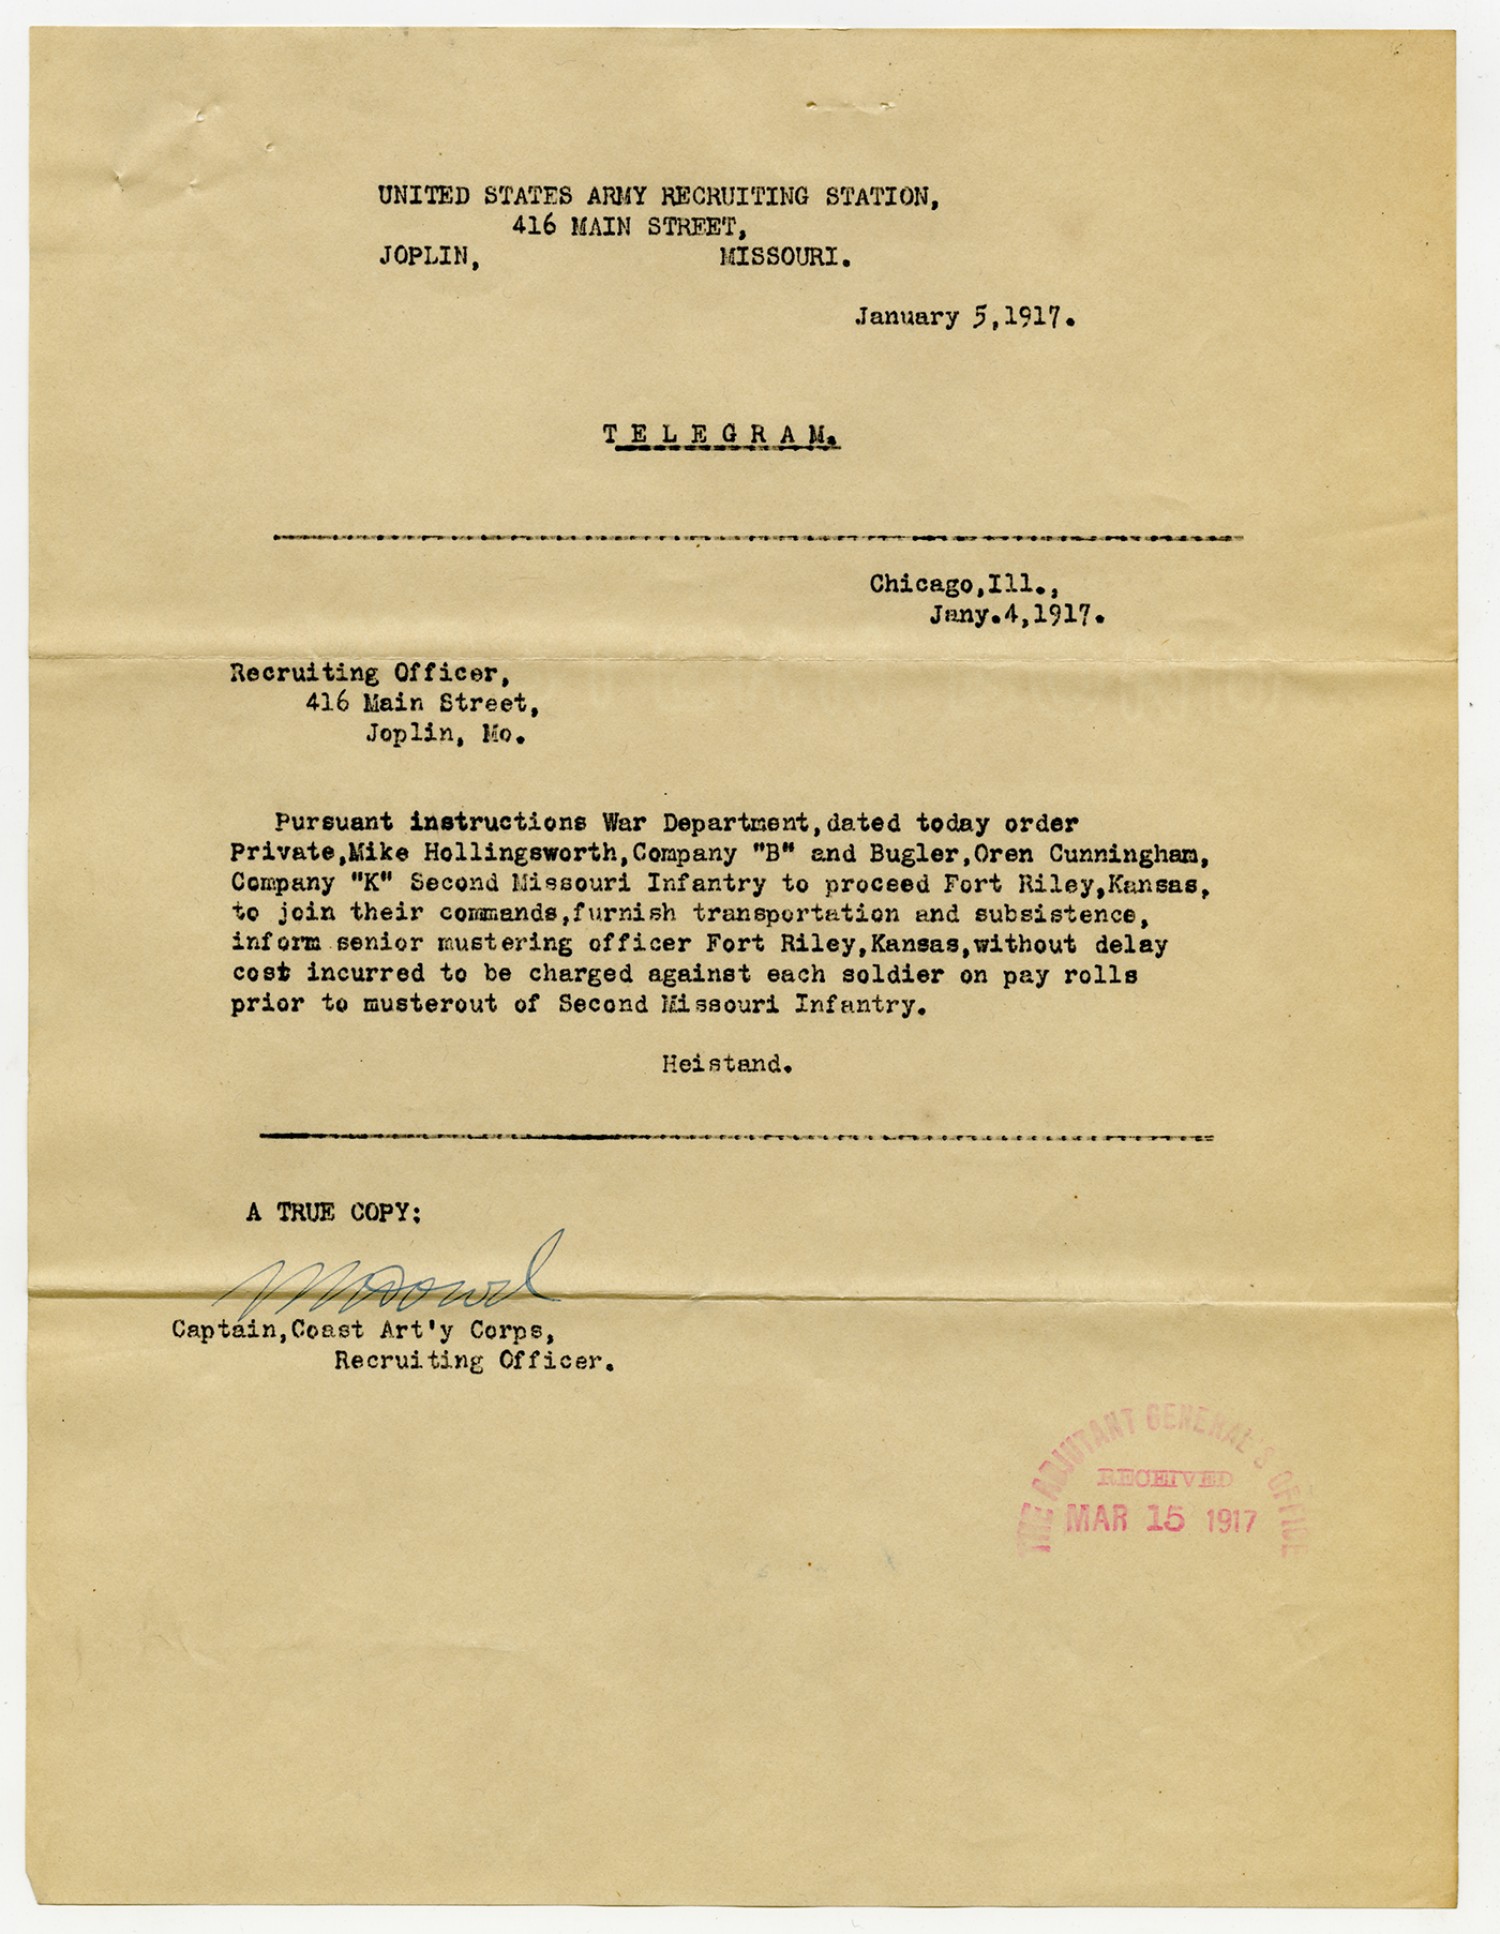 UNITED STATES ARMY RECRUITING STATION,
416 MAIN STREET,
JOPLIN, MISSOURI.
January 5,1917.
T E L E G R A M.
Chicago,Ill.,
Jany.4,1917.
Recruiting Officer,
416 Main Street,
Joplin, Mo.
Pursuant instructions War Department,dated today order
Private,Mike Hollingsworth,Company "B" and Bugler,Oren Cunningham,
Company "K" Second Missouri Infantry to proceed Fort Riley,Kansas,
to join their commands,furnish transportation and subsistence,
inform senior mustering officer Fort Riley,Kansas,without delay
cost incurred to be charged against each soldier on pay rolls
prior to musterout of Second Missouri Infantry.
Heistand.
A TRUE COPY:
Captain,Coast Art'y Corps,
Recruiting Officer.
THE ADJUTANT GENERAL'S OFFICE
RECEIVED
MAR 15 1917